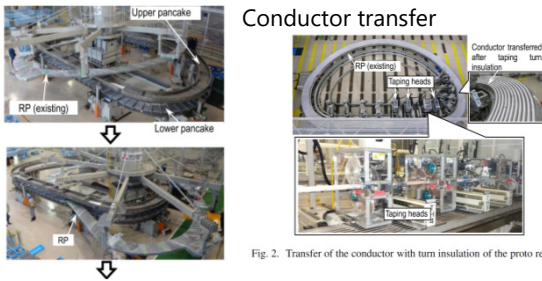 Upper pancake
RP (existing)
Lower pancake
RP
Conductor transfer
RP (existing)
Taping heads
Conductor transferred
after taping turn
insulation
Taping heads
Fig. 2. Transfer of the conductor with turn insulation of the proto re